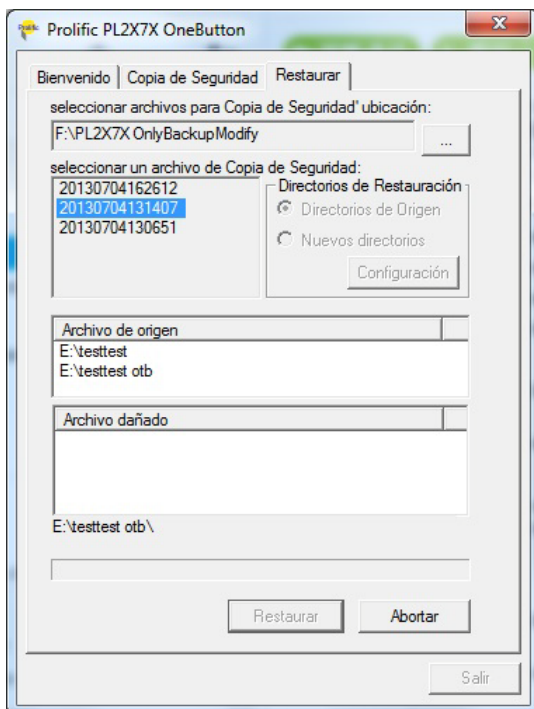 Prolific PL2X7X OneButton
Bienvenido
Copia de Seguridad
Restaurar
seleccionar archivos para Copia de Seguridad' ubicación:
F:\PL2X7X OnlyBackupModify
...
seleccionar un archivo de Copia de Seguridad:
20130704162612
20130704131407
20130704130651
Directorios de Restauración
Directorios de Origen
Nuevos directorios
Configuración
Archivo de origen
E:\testtest
E:\testtest otb
Archivo dañado
E:\testtest otb\
Restaurar
Abortar
Salir